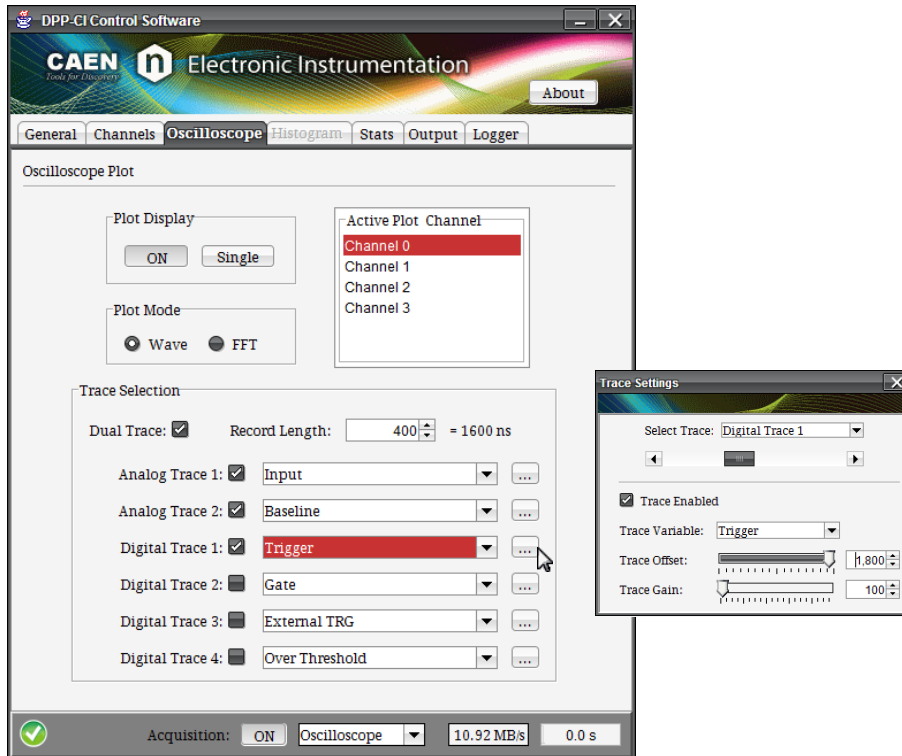 DPP-CI Control Software
CAEN n Electronic Instrumentation
Tools for Discovery
About
General Channels Oscilloscope Histogram Stats Output Logger
Oscilloscope Plot
Plot Display
ON Single
Active Plot Channel
Channel 0
Channel 1
Channel 2
Channel 3
Plot Mode
Wave FFT
Trace Selection
Dual Trace: Record Length: 400 = 1600 ns
Analog Trace 1: Input ...
Analog Trace 2: Baseline ...
Digital Trace 1: Trigger ...
Digital Trace 2: Gate ...
Digital Trace 3: External TRG ...
Digital Trace 4: Over Threshold ...
Acquisition: ON Oscilloscope 10.92 MB/s 0.0 s
Trace Settings
Select Trace: Digital Trace 1
Trace Enabled
Trace Variable: Trigger
Trace Offset: 1,800
Trace Gain: 100